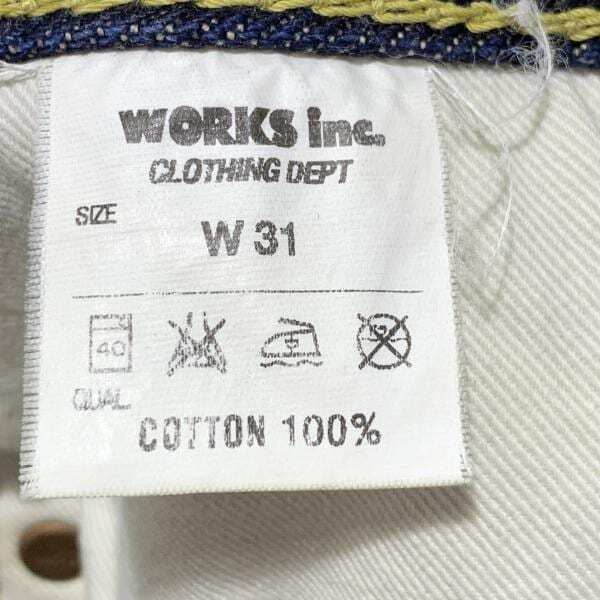 WORKS inc.
CLOTHING DEPT
SIZE
W 31
40
QUAL.
COTTON 100%